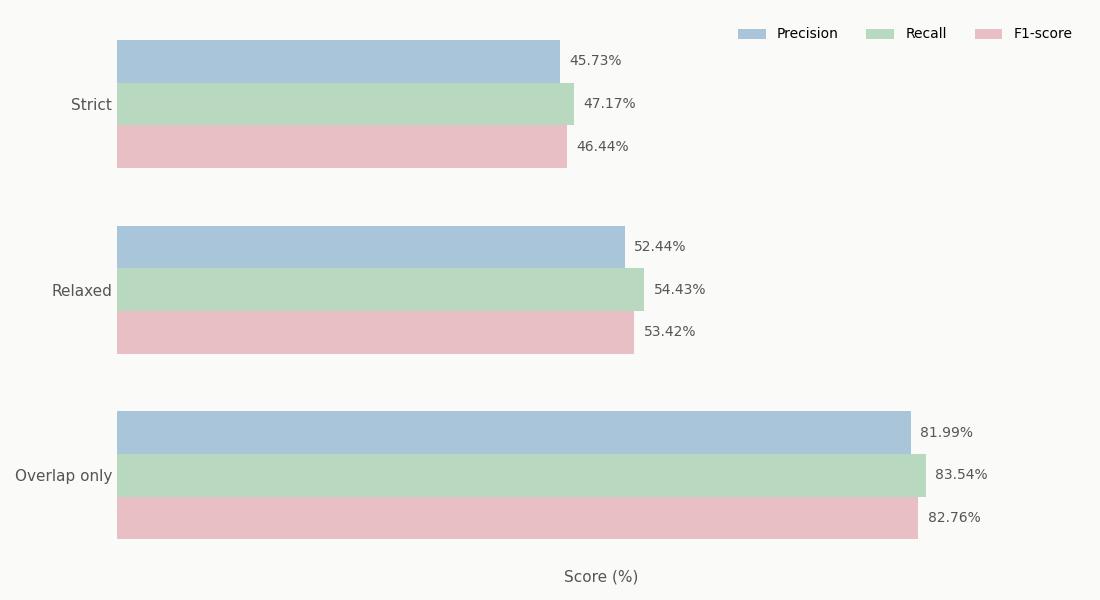 Precision Recall F1-score
45.73%
Strict 47.17%
46.44%
52.44%
Relaxed 54.43%
53.42%
81.99%
Overlap only 83.54%
82.76%
Score (%)